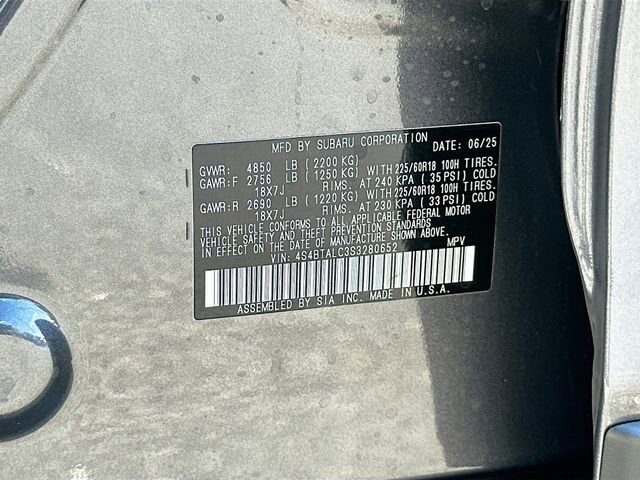 MFD BY SUBARU CORPORATION DATE: 06/25
GVWR: 4850 LB (2200 KG)
GAWR:F 2756 LB (1250 KG) WITH 225/60R18 100H TIRES.
18X7J RIMS. AT 240 KPA (35 PSI) COLD
GAWR:R 2690 LB (1220 KG) WITH 225/60R18 100H TIRES.
18X7J RIMS. AT 230 KPA (33 PSI) COLD
THIS VEHICLE CONFORMS TO ALL APPLICABLE FEDERAL MOTOR
VEHICLE SAFETY AND THEFT PREVENTION STANDARDS
IN EFFECT ON THE DATE OF MANUFACTURE SHOWN ABOVE.
VIN: 4S4BTALC3S3280652 MPV
ASSEMBLED BY SIA INC. MADE IN U.S.A.